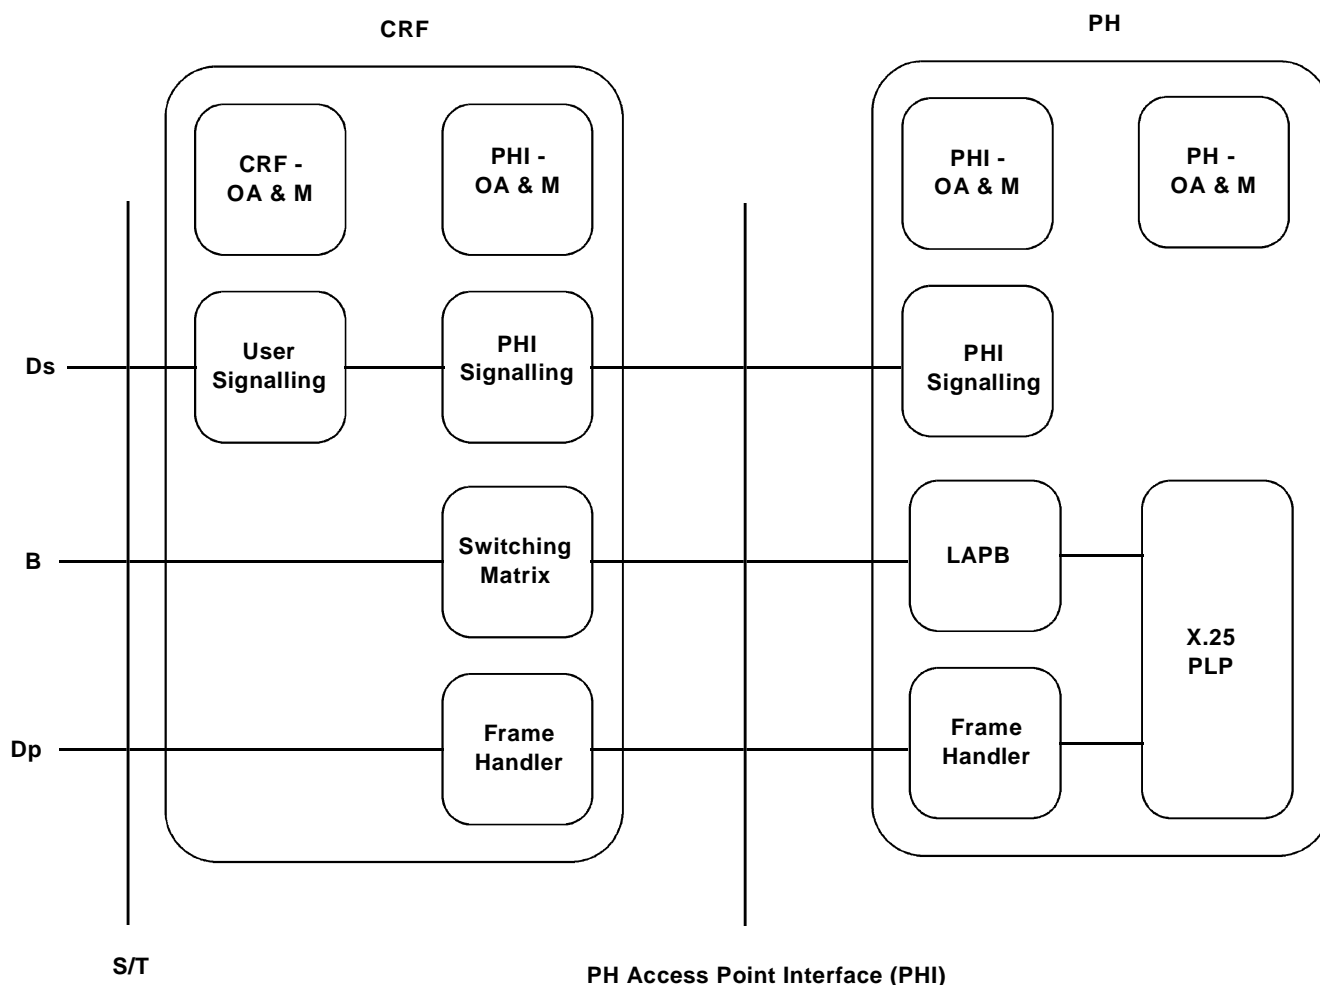 CRF
PH
CRF -
OA & M
PHI -
OA & M
PHI -
OA & M
PH -
OA & M
Ds
User
Signalling
PHI
Signalling
PHI
Signalling
B
Switching
Matrix
LAPB
X.25
PLP
Dp
Frame
Handler
Frame
Handler
S/T
PH Access Point Interface (PHI)